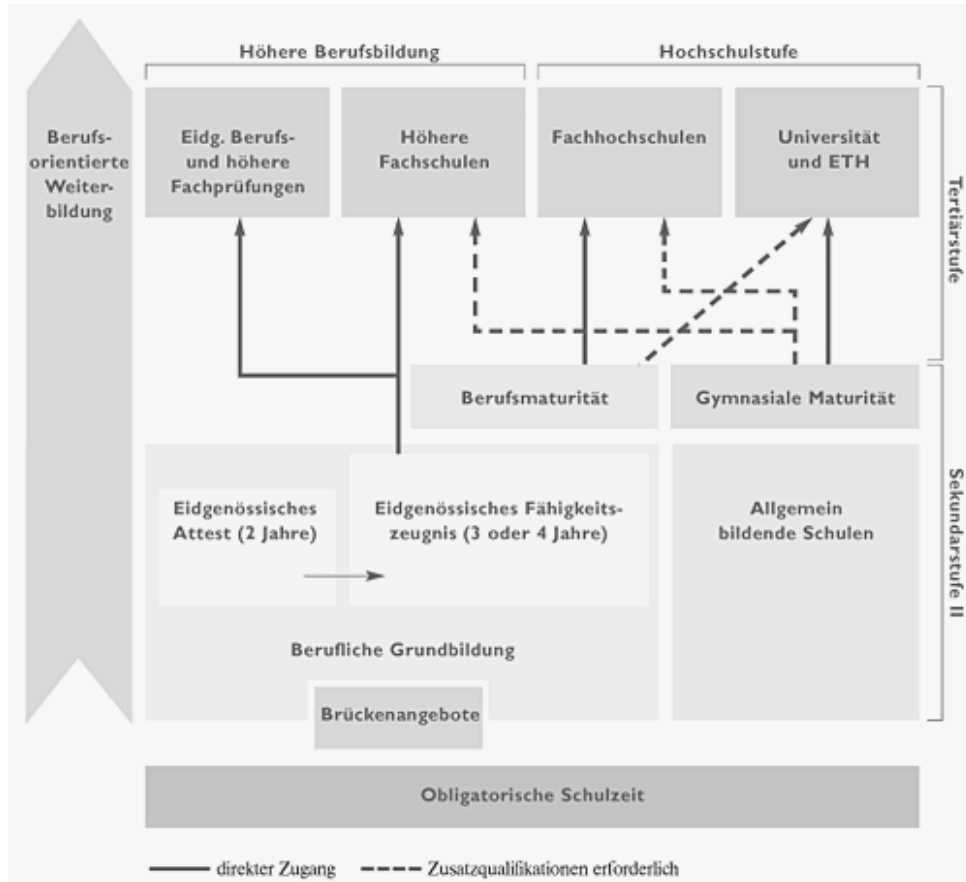 Höhere Berufsbildung
Hochschulstufe
Berufs-
orientierte
Weiter-
bildung
Eidg. Berufs-
und höhere
Fachprüfungen
Höhere
Fachschulen
Fachhochschulen
Universität
und ETH
Tertiärstufe
Berufsmaturität
Gymnasiale Maturität
Eidgenössisches
Attest (2 Jahre)
Eidgenössisches Fähigkeits-
zeugnis (3 oder 4 Jahre)
Allgemein
bildende Schulen
Sekundarstufe II
Berufliche Grundbildung
Brückenangebote
Obligatorische Schulzeit
direkter Zugang
Zusatzqualifikationen erforderlich